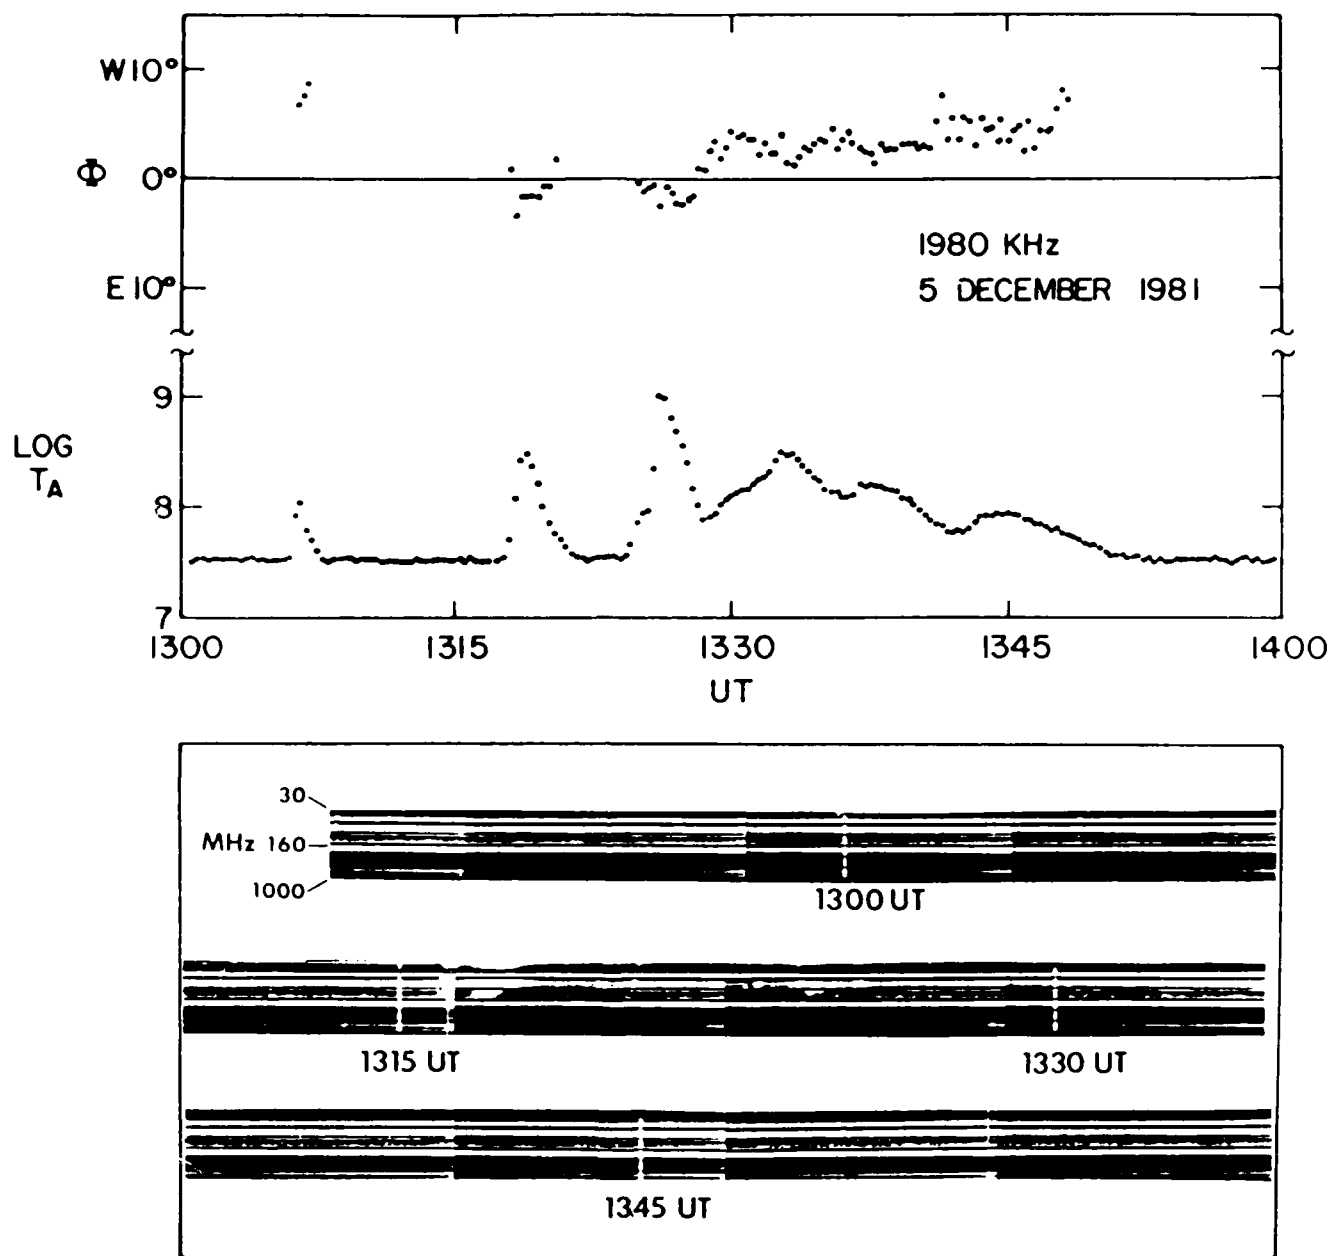 W10°
Φ 0°
E10°
1980 KHz
5 DECEMBER 1981
9
LOG
TA
8
7
1300 1315 1330 1345 1400
UT
30
MHz 160
1000
1300 UT
1315 UT 1330 UT
1345 UT